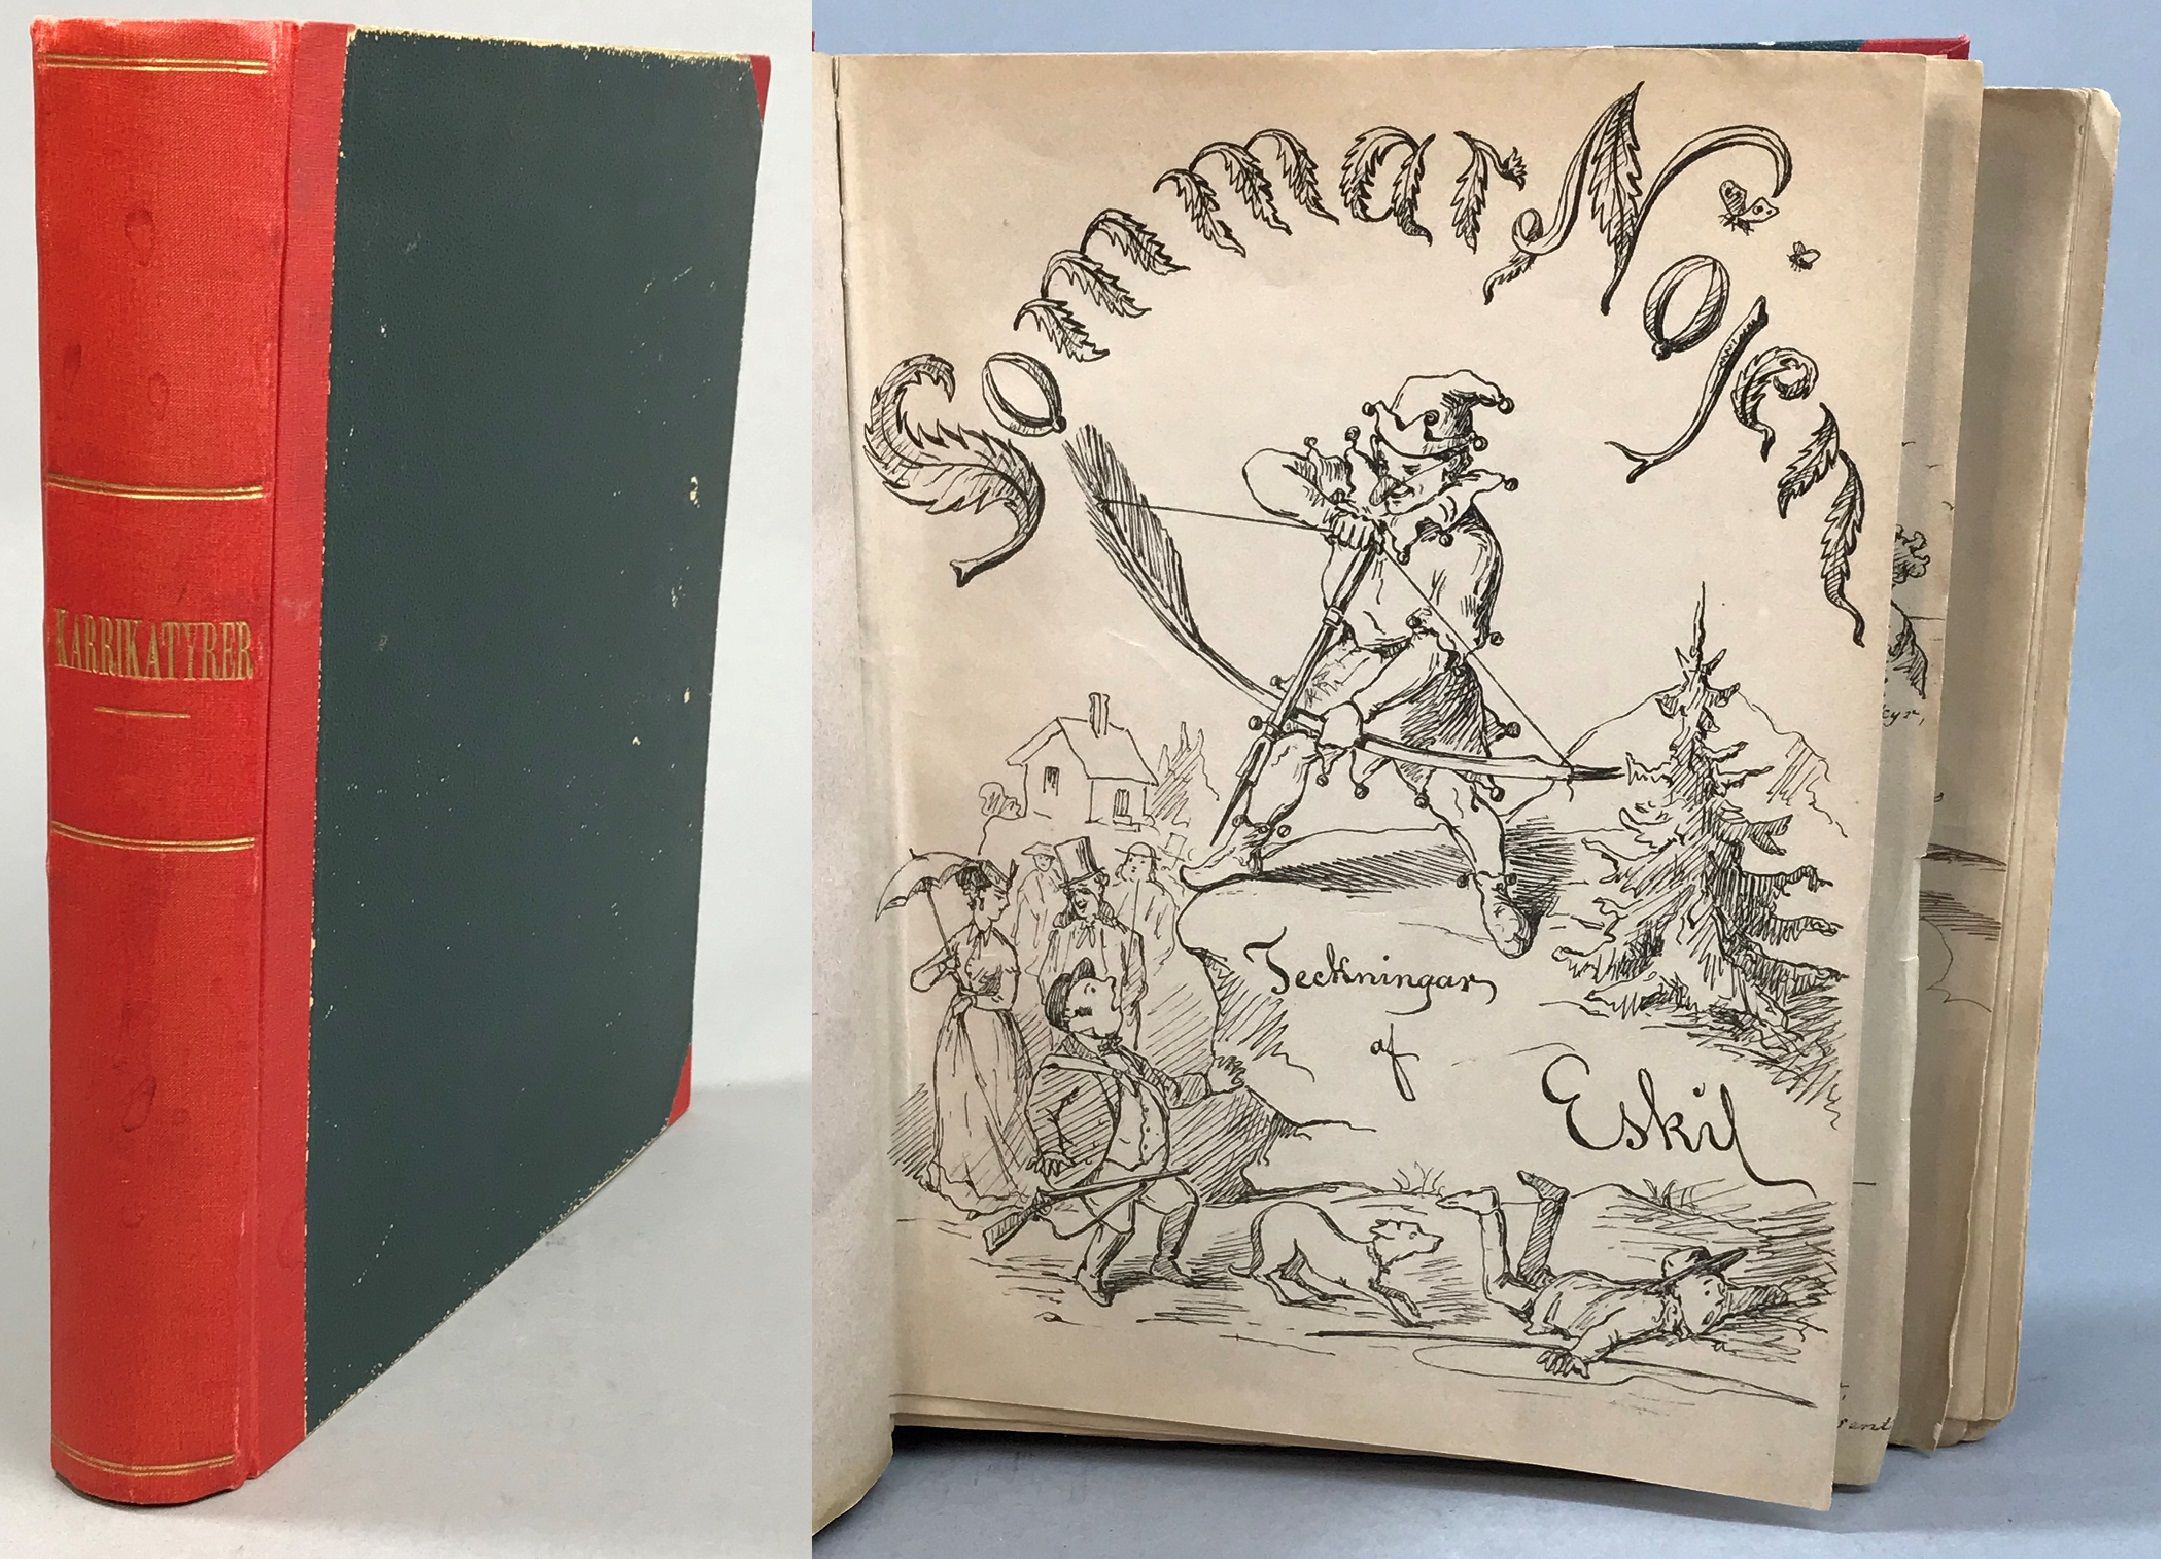 KARRIKATYRER
Sommar Nöjen
Teckningar
af
Eskil